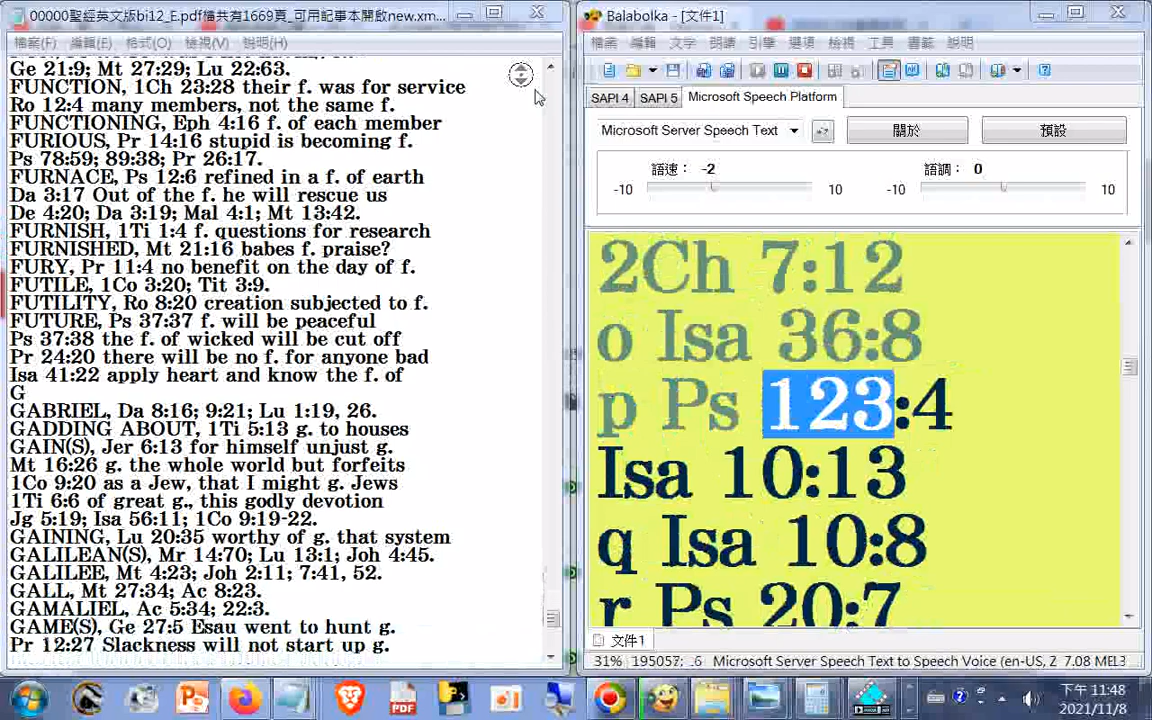 00000聖經英文版bi12_E.pdf檔共有1669頁_可用記事本開啟new.xm...
檔案(F) 編輯(E) 格式(O) 檢視(V) 說明(H)
Ge 21:9; Mt 27:29; Lu 22:63.
FUNCTION, 1Ch 23:28 their f. was for service
Ro 12:4 many members, not the same f.
FUNCTIONING, Eph 4:16 f. of each member
FURIOUS, Pr 14:16 stupid is becoming f.
Ps 78:59; 89:38; Pr 26:17.
FURNACE, Ps 12:6 refined in a f. of earth
Da 3:17 Out of the f. he will rescue us
De 4:20; Da 3:19; Mal 4:1; Mt 13:42.
FURNISH, 1Ti 1:4 f. questions for research
FURNISHED, Mt 21:16 babes f. praise?
FURY, Pr 11:4 no benefit on the day of f.
FUTILE, 1Co 3:20; Tit 3:9.
FUTILITY, Ro 8:20 creation subjected to f.
FUTURE, Ps 37:37 f. will be peaceful
Ps 37:38 the f. of wicked will be cut off
Pr 24:20 there will be no f. for anyone bad
Isa 41:22 apply heart and know the f. of
G
GABRIEL, Da 8:16; 9:21; Lu 1:19, 26.
GADDING ABOUT, 1Ti 5:13 g. to houses
GAIN(S), Jer 6:13 for himself unjust g.
Mt 16:26 g. the whole world but forfeits
1Co 9:20 as a Jew, that I might g. Jews
1Ti 6:6 of great g., this godly devotion
Jg 5:19; Isa 56:11; 1Co 9:19-22.
GAINING, Lu 20:35 worthy of g. that system
GALILEAN(S), Mr 14:70; Lu 13:1; Joh 4:45.
GALILEE, Mt 4:23; Joh 2:11; 7:41, 52.
GALL, Mt 27:34; Ac 8:23.
GAMALIEL, Ac 5:34; 22:3.
GAME(S), Ge 27:5 Esau went to hunt g.
Pr 12:27 Slackness will not start up g.
Balabolka - [文件1]
檔案 編輯 文字 朗讀 引擎 選項 檢視 工具 書籤 說明
SAPI 4 SAPI 5 Microsoft Speech Platform
Microsoft Server Speech Text 關於 預設
語速： -2 語調： 0
-10 10 -10 10
2Ch 7:12
o Isa 36:8
p Ps 123:4
Isa 10:13
q Isa 10:8
r Ps 20:7
文件1
31% 195057: .6 Microsoft Server Speech Text to Speech Voice (en-US, 2 7.08 MEL3
下午 11:48
2021/11/8